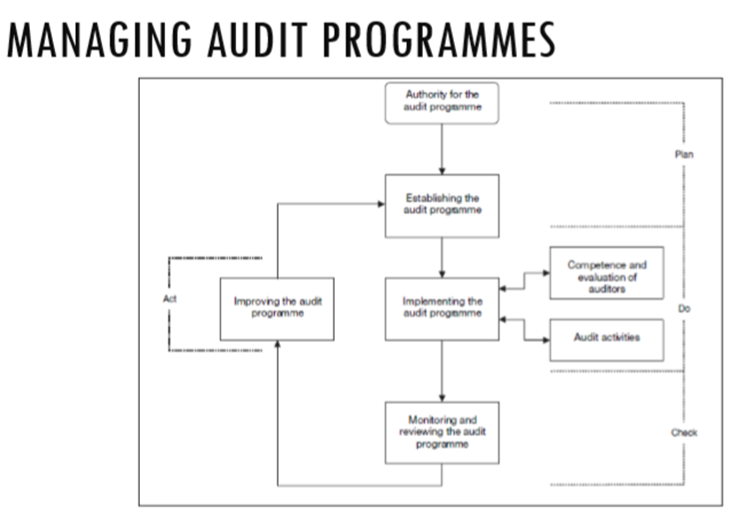 MANAGING AUDIT PROGRAMMES
Authority for the
audit programme
Plan
Establishing the
audit programme
Competence and
evaluation of
auditors
Act
Improving the audit
programme
Implementing the
audit programme
Do
Audit activities
Monitoring and
reviewing the audit
programme
Check